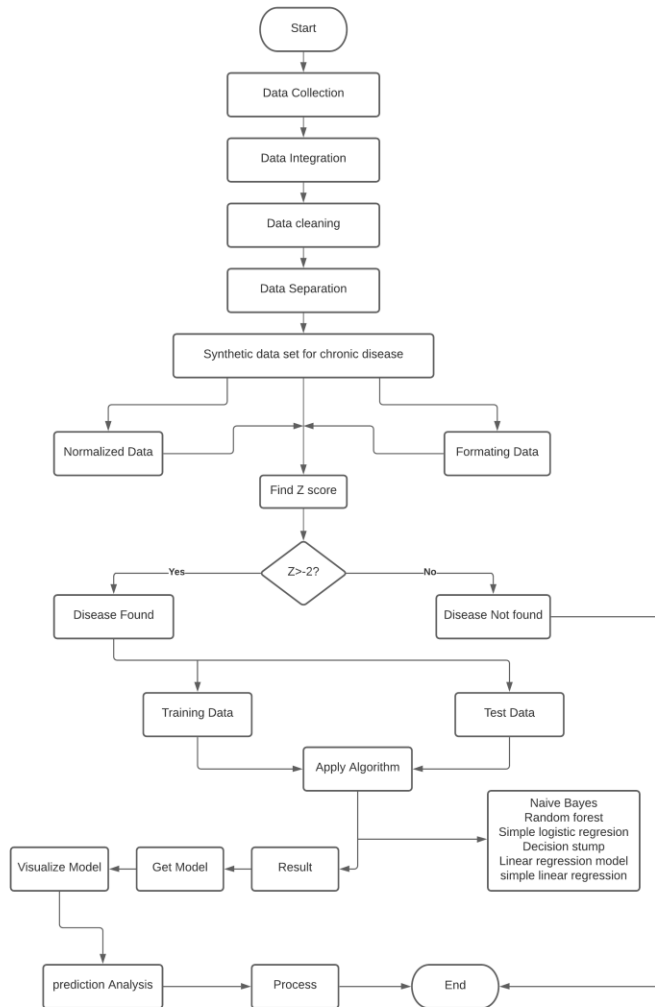 Start
Data Collection
Data Integration
Data cleaning
Data Separation
Synthetic data set for chronic disease
Normalized Data
Formating Data
Find Z score
Z>-2?
Yes
No
Disease Found
Disease Not found
Training Data
Test Data
Apply Algorithm
Naive Bayes
Random forest
Simple logistic regresion
Decision stump
Linear regression model
simple linear regression
Visualize Model
Get Model
Result
prediction Analysis
Process
End